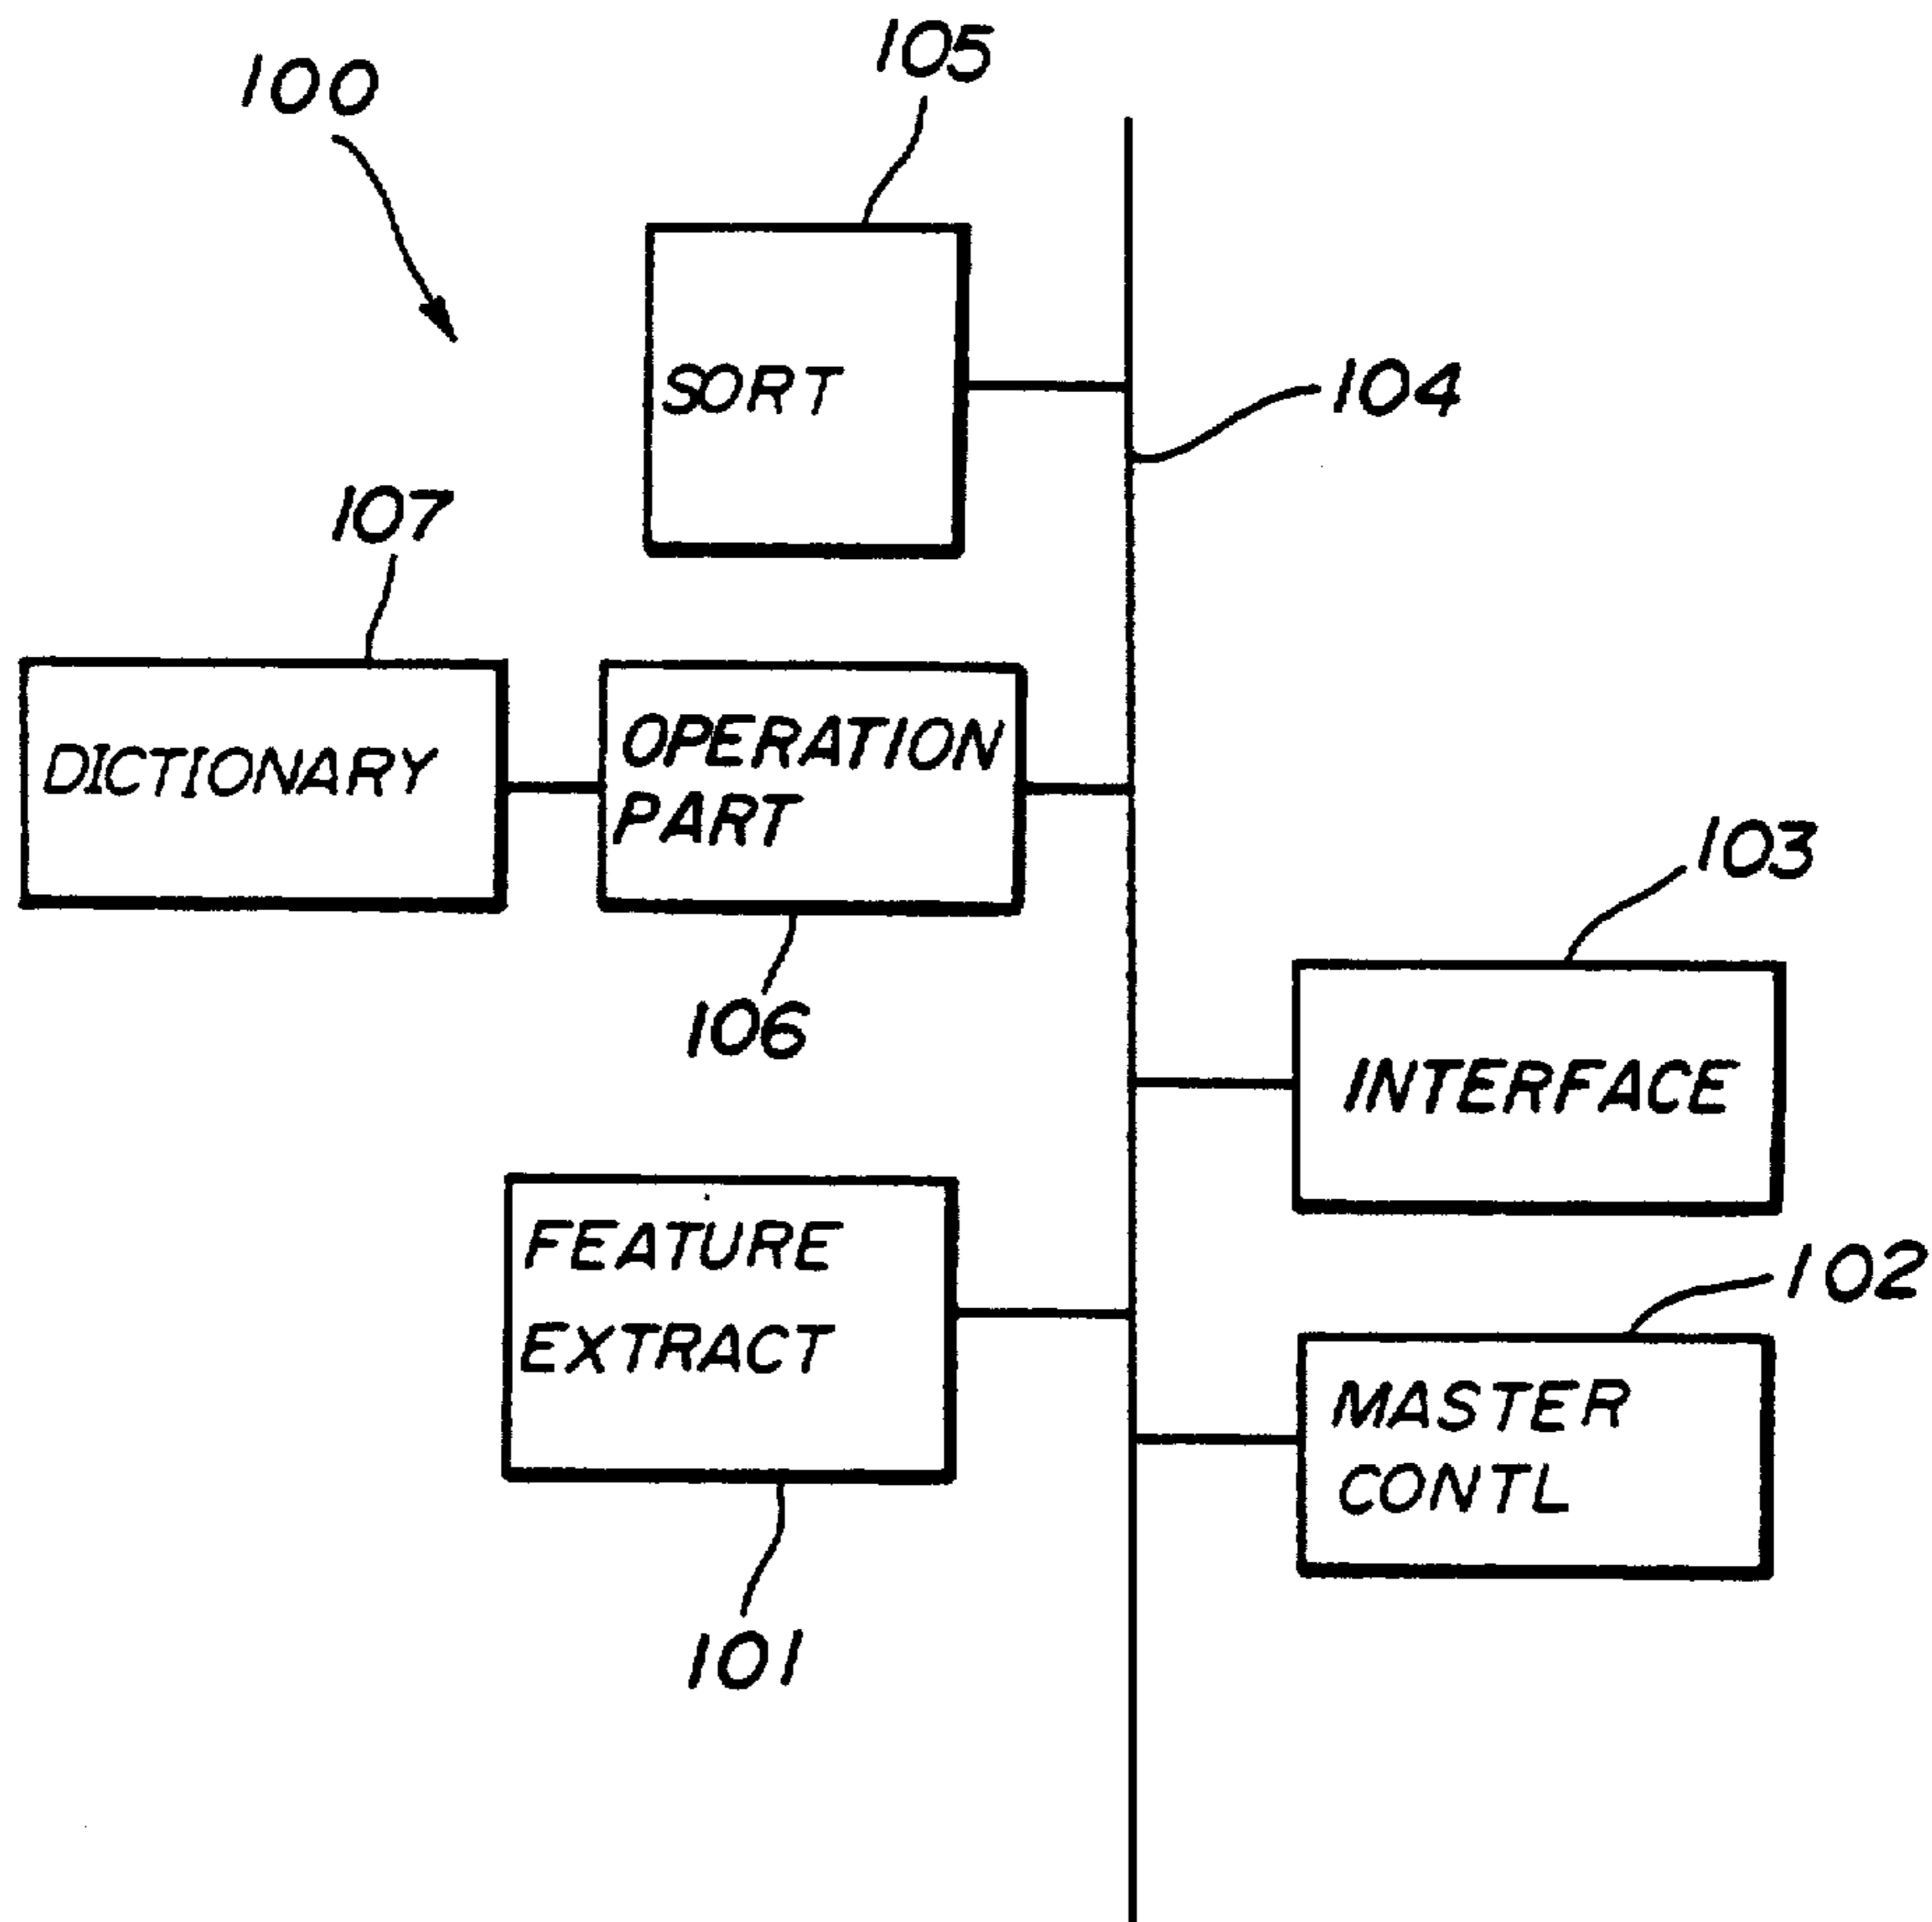 100
105
SORT
104
107
DICTIONARY
OPERATION
PART
106
103
INTERFACE
FEATURE
EXTRACT
101
102
MASTER
CONTL